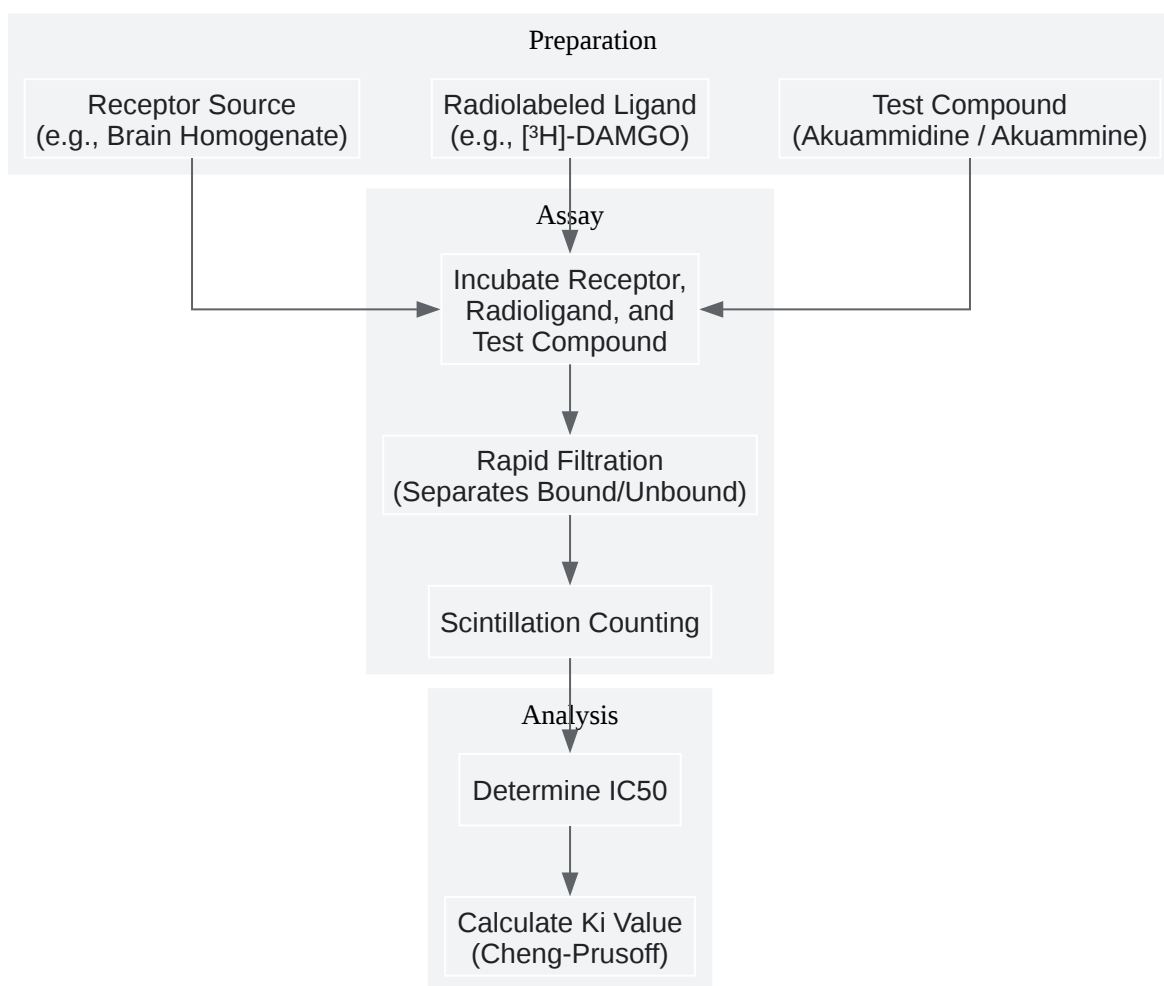 Preparation
Receptor Source
(e.g., Brain Homogenate)
Radiolabeled Ligand
(e.g., [³H]-DAMGO)
Test Compound
(Akuammidine / Akuammine)
Assay
Incubate Receptor,
Radioligand, and
Test Compound
Rapid Filtration
(Separates Bound/Unbound)
Scintillation Counting
Analysis
Determine IC50
Calculate Ki Value
(Cheng-Prusoff)